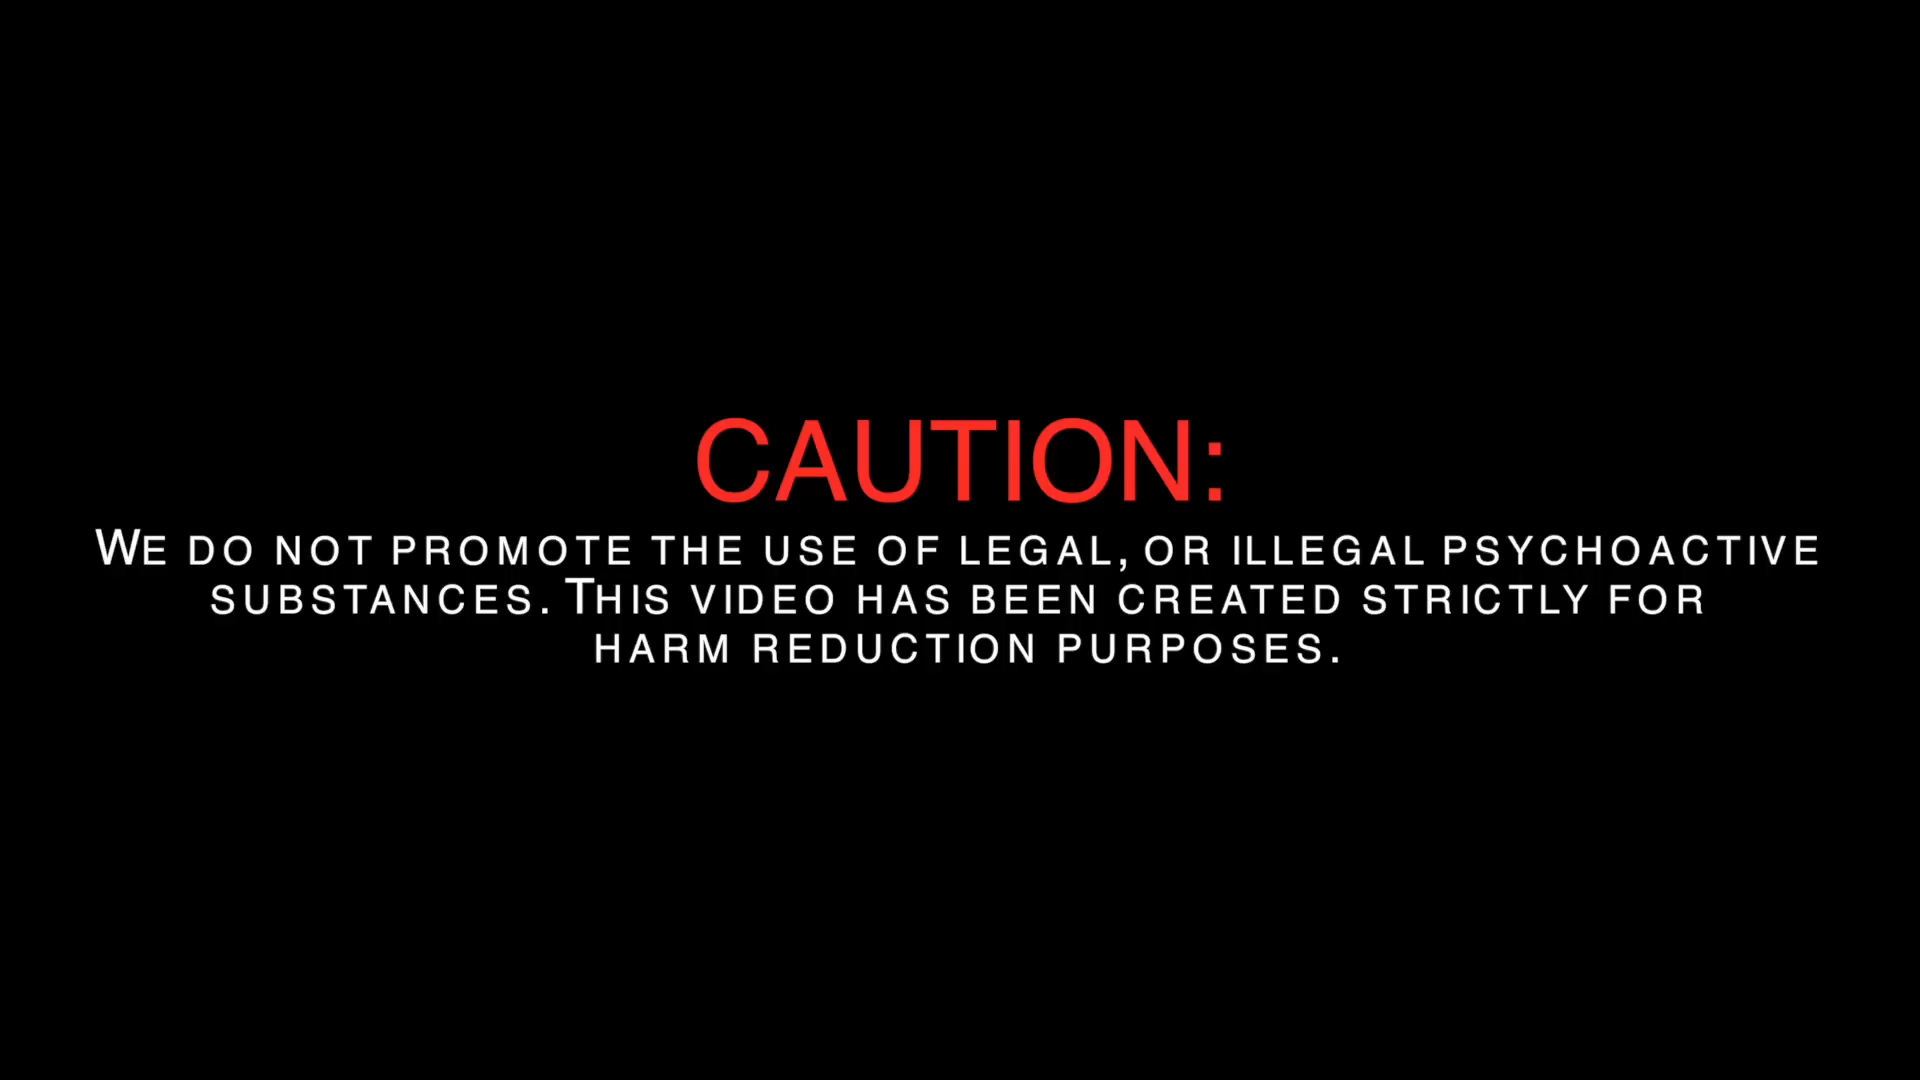 CAUTION:
WE DO NOT PROMOTE THE USE OF LEGAL, OR ILLEGAL PSYCHOACTIVE
SUBSTANCES. THIS VIDEO HAS BEEN CREATED STRICTLY FOR
HARM REDUCTION PURPOSES.